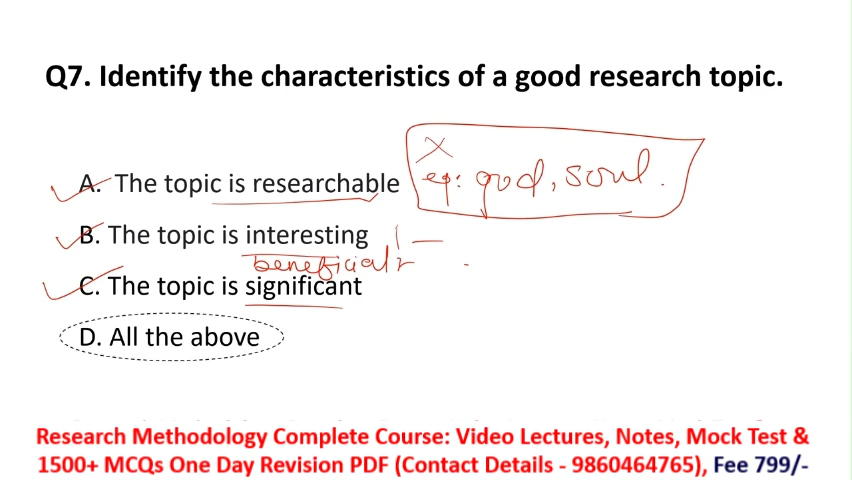 Q7. Identify the characteristics of a good research topic.
A. The topic is researchable
eg: god, soul.
B. The topic is interesting
beneficial
C. The topic is significant
D. All the above
Research Methodology Complete Course: Video Lectures, Notes, Mock Test &
1500+ MCQs One Day Revision PDF (Contact Details - 9860464765), Fee 799/-